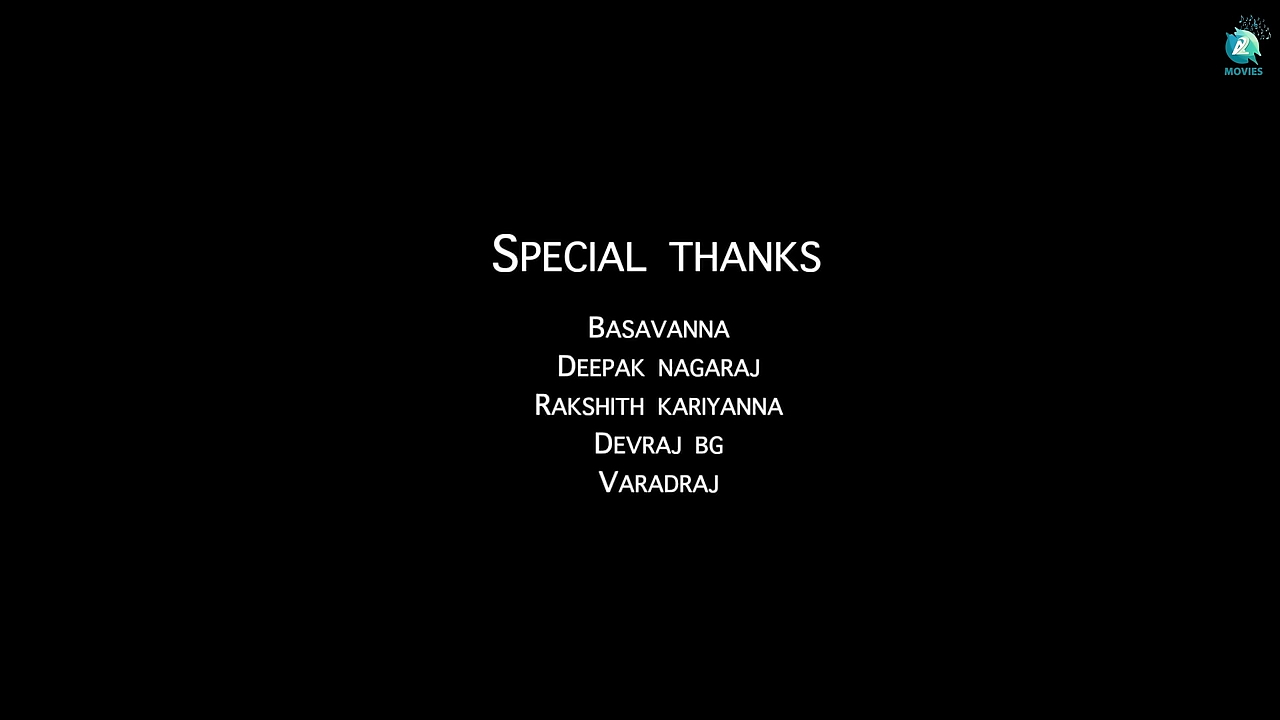 MOVIES
Special thanks
Basavanna
Deepak nagaraj
Rakshith kariyanna
Devraj bg
Varadraj